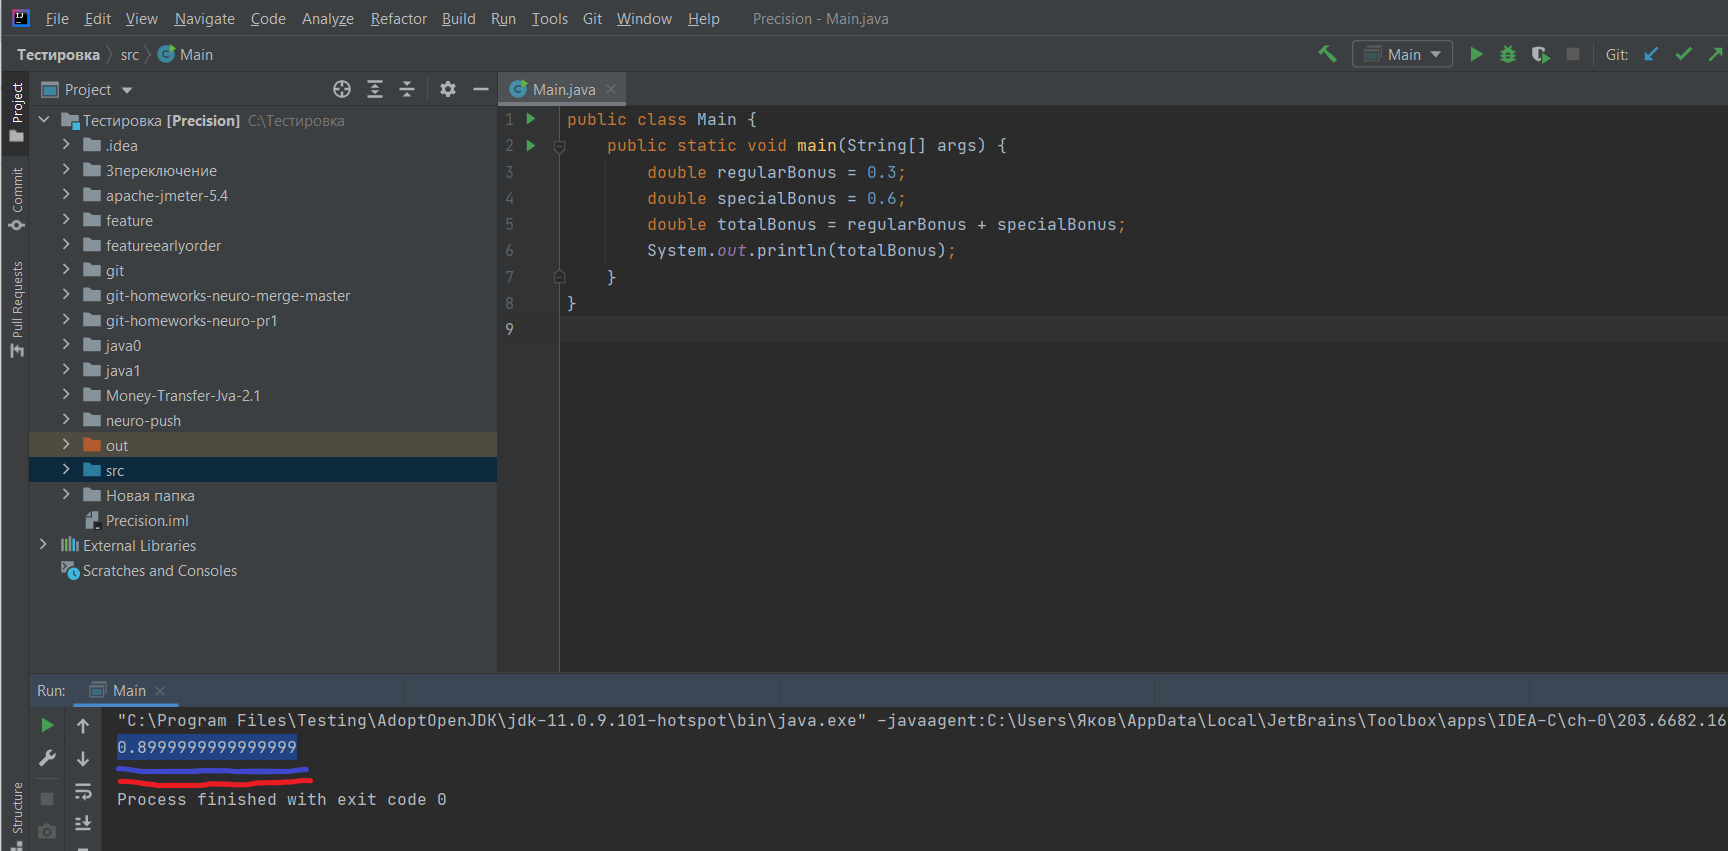 File Edit View Navigate Code Analyze Refactor Build Run Tools Git Window Help Precision - Main.java
Тестировка src Main
Main Git:
Project
Main.java
Тестировка [Precision] C:\Тестировка
.idea
3переключение
apache-jmeter-5.4
feature
featureearlyorder
git
git-homeworks-neuro-merge-master
git-homeworks-neuro-pr1
java0
java1
Money-Transfer-Jva-2.1
neuro-push
out
src
Новая папка
Precision.iml
External Libraries
Scratches and Consoles
Project
Commit
Pull Requests
Structure
1 public class Main {
2 public static void main(String[] args) {
3 double regularBonus = 0.3;
4 double specialBonus = 0.6;
5 double totalBonus = regularBonus + specialBonus;
6 System.out.println(totalBonus);
7 }
8 }
9
Run: Main
"C:\Program Files\Testing\AdoptOpenJDK\jdk-11.0.9.101-hotspot\bin\java.exe" -javaagent:C:\Users\Яков\AppData\Local\JetBrains\Toolbox\apps\IDEA-C\ch-0\203.6682.16
0.8999999999999999
Process finished with exit code 0